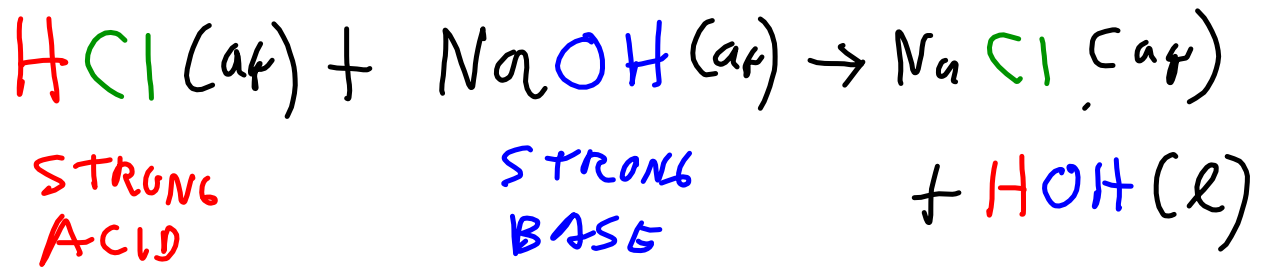 HCl (aq) + NaOH (aq) → NaCl (aq)
+ HOH (l)
STRONG ACID
STRONG BASE